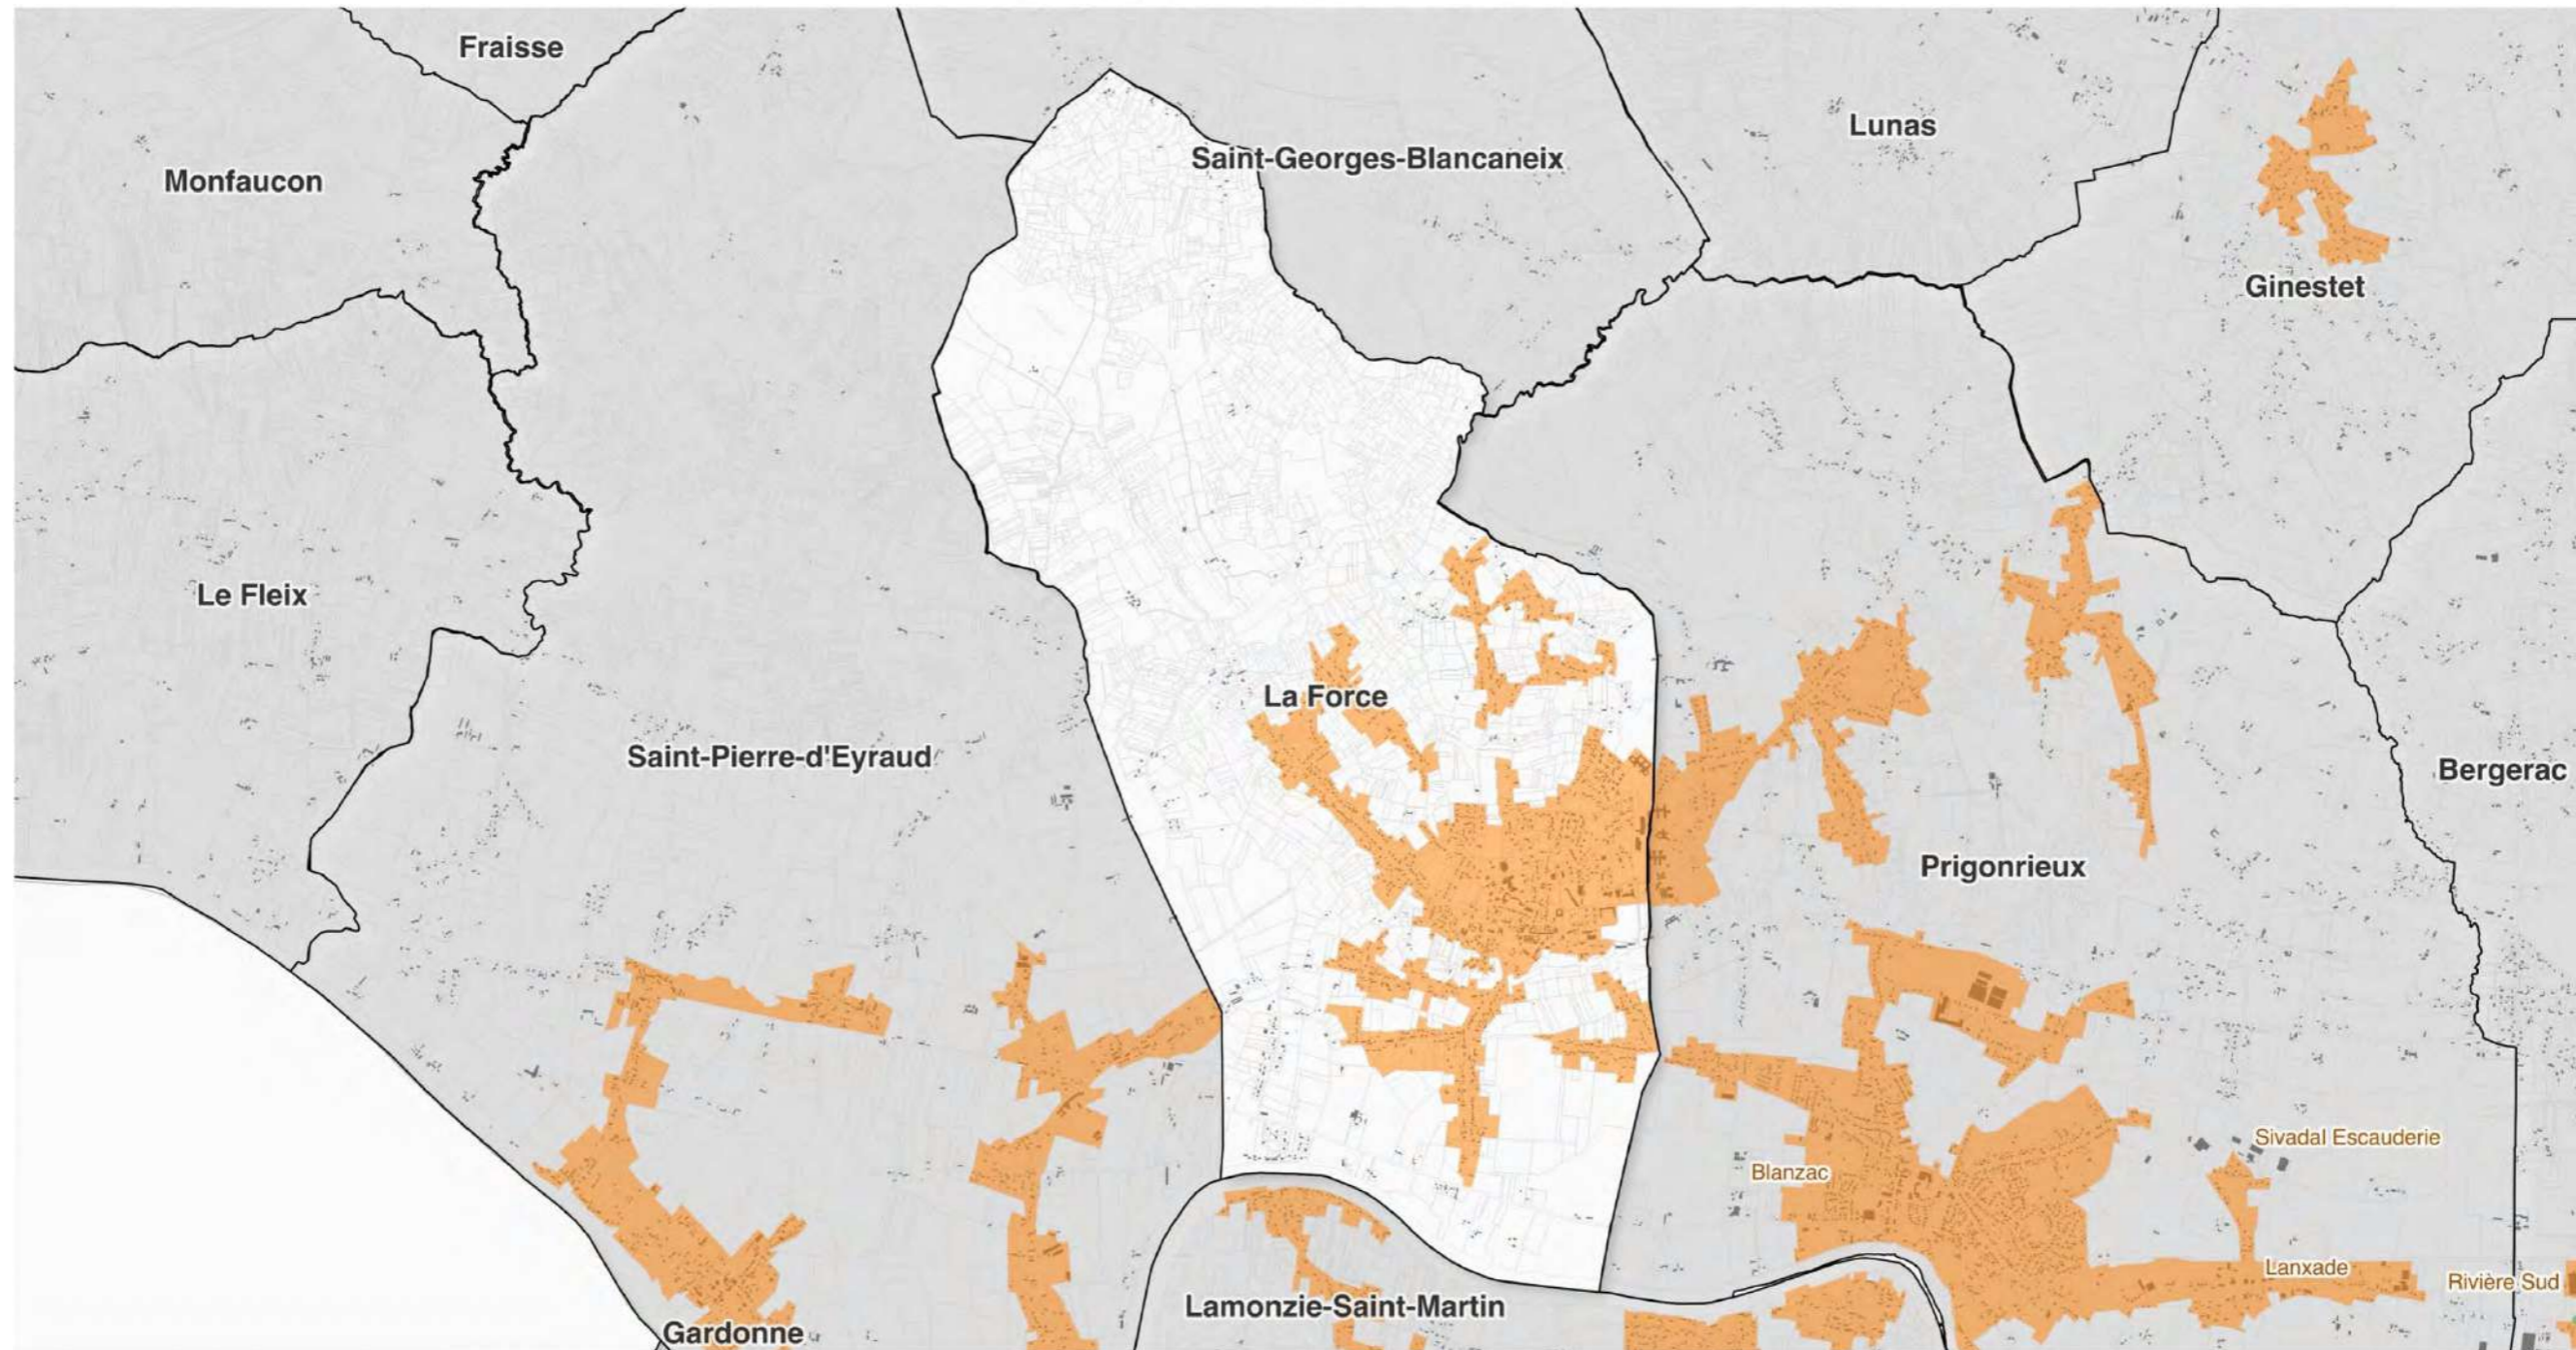 Fraisse
Lunas
Saint-Georges-Blancaneix
Monfaucon
Ginestet
Le Fleix
La Force
Saint-Pierre-d'Eyraud
Bergerac
Prigonrieux
Sivadal Escauderie
Blanzac
Lanxade
Rivière Sud
Lamonzie-Saint-Martin
Gardonne